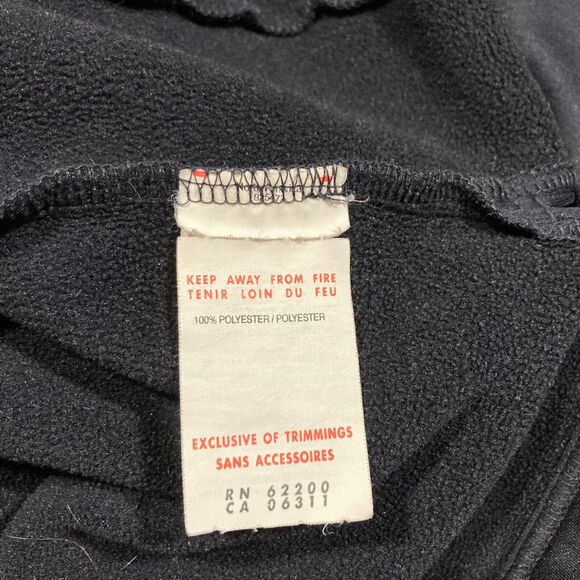 KEEP AWAY FROM FIRE
TENIR LOIN DU FEU
100% POLYESTER / POLYESTER
EXCLUSIVE OF TRIMMINGS
SANS ACCESSOIRES
RN 62200
CA 06311